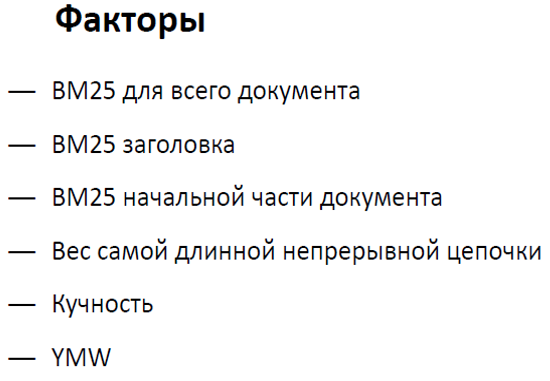 Факторы
— BM25 для всего документа
— BM25 заголовка
— BM25 начальной части документа
— Вес самой длинной непрерывной цепочки
— Кучность
— YMW